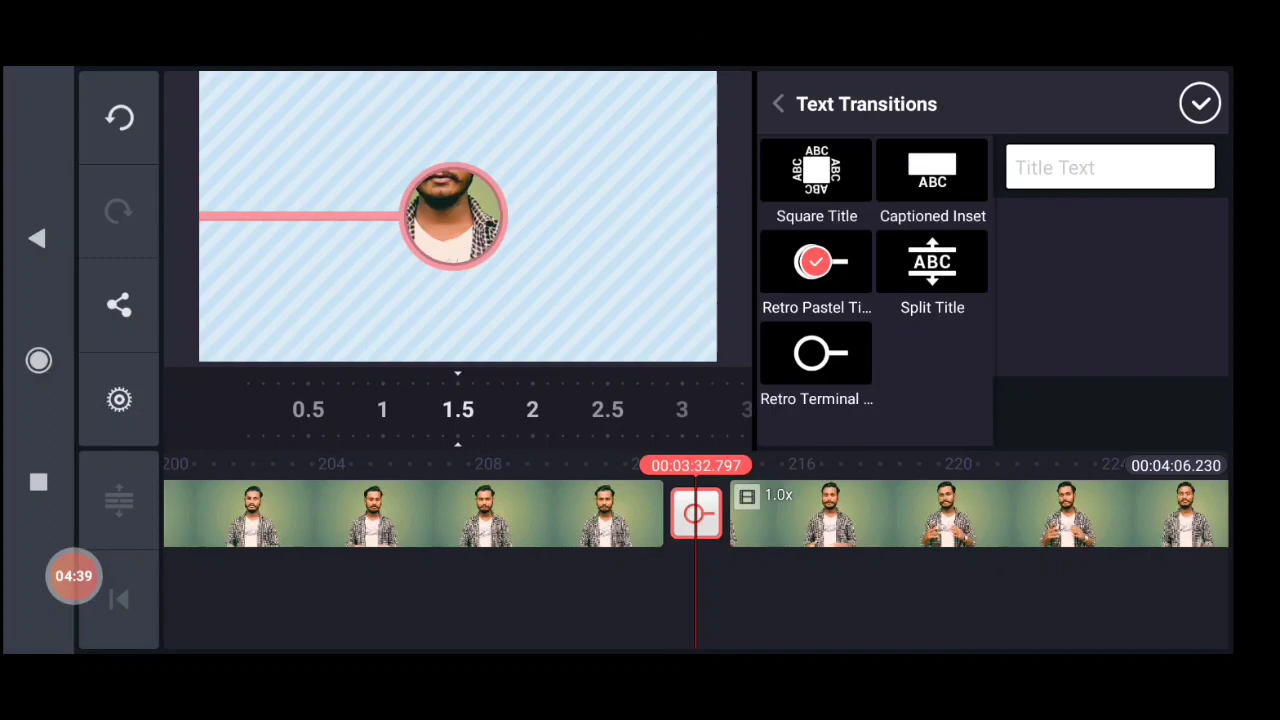 Text Transitions
Title Text
ABC
ABC
ABC
ABC
ABC
Square Title
Captioned Inset
ABC
Retro Pastel Ti...
Split Title
Retro Terminal ...
0.5
1
1.5
2
2.5
3
3
200
204
208
2
00:03:32.797
216
220
22
00:04:06.230
1.0x
04:39